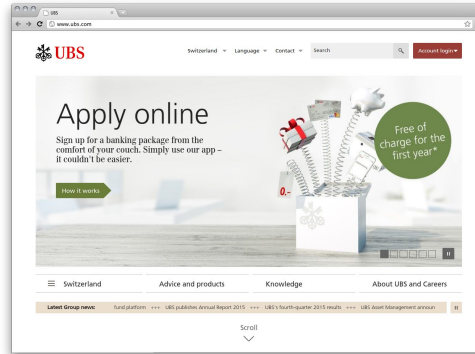 UBS
www.ubs.com
UBS
Switzerland Language Contact Search Account login
Apply online
Sign up for a banking package from the
comfort of your couch. Simply use our app –
it couldn't be easier.
How it works
Free of
charge for the
first year*
0.–
Switzerland Advice and products Knowledge About UBS and Careers
Latest Group news: fund platform +++ UBS publishes Annual Report 2015 +++ UBS's fourth-quarter 2015 results +++ UBS Asset Management announ
Scroll